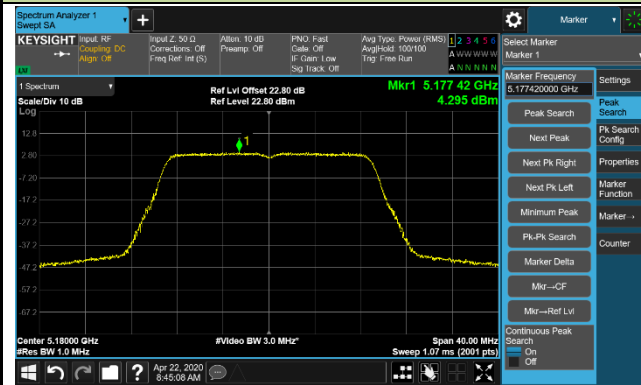 Spectrum Analyzer 1
Swept SA
Marker
KEYSIGHT
Input: RF
Coupling: DC
Align: Off
Input Z: 50 Ω
Corrections: Off
Freq Ref: Int (S)
Atten: 10 dB
Preamp: Off
PNO: Fast
Gate: Off
IF Gain: Low
Sig Track: Off
Avg Type: Power (RMS)
Avg|Hold: 100/100
Trig: Free Run
1 2 3 4 5 6
A W W W W W
A N N N N N
1 Spectrum
Scale/Div 10 dB
Ref Lvl Offset 22.80 dB
Ref Level 22.80 dBm
Mkr1 5.177 42 GHz
4.295 dBm
Log
12.8
2.80
-7.20
-17.2
-27.2
-37.2
-47.2
-57.2
-67.2
1
Center 5.18000 GHz
#Res BW 1.0 MHz
#Video BW 3.0 MHz*
Span 40.00 MHz
Sweep 1.07 ms (2001 pts)
Select Marker
Marker 1
Marker Frequency
5.177420000 GHz
Peak Search
Next Peak
Next Pk Right
Next Pk Left
Minimum Peak
Pk-Pk Search
Marker Delta
Mkr→CF
Mkr→Ref Lvl
Continuous Peak
Search
On
Off
Settings
Peak
Search
Pk Search
Config
Properties
Marker
Function
Marker→
Counter
Apr 22, 2020
8:45:08 AM